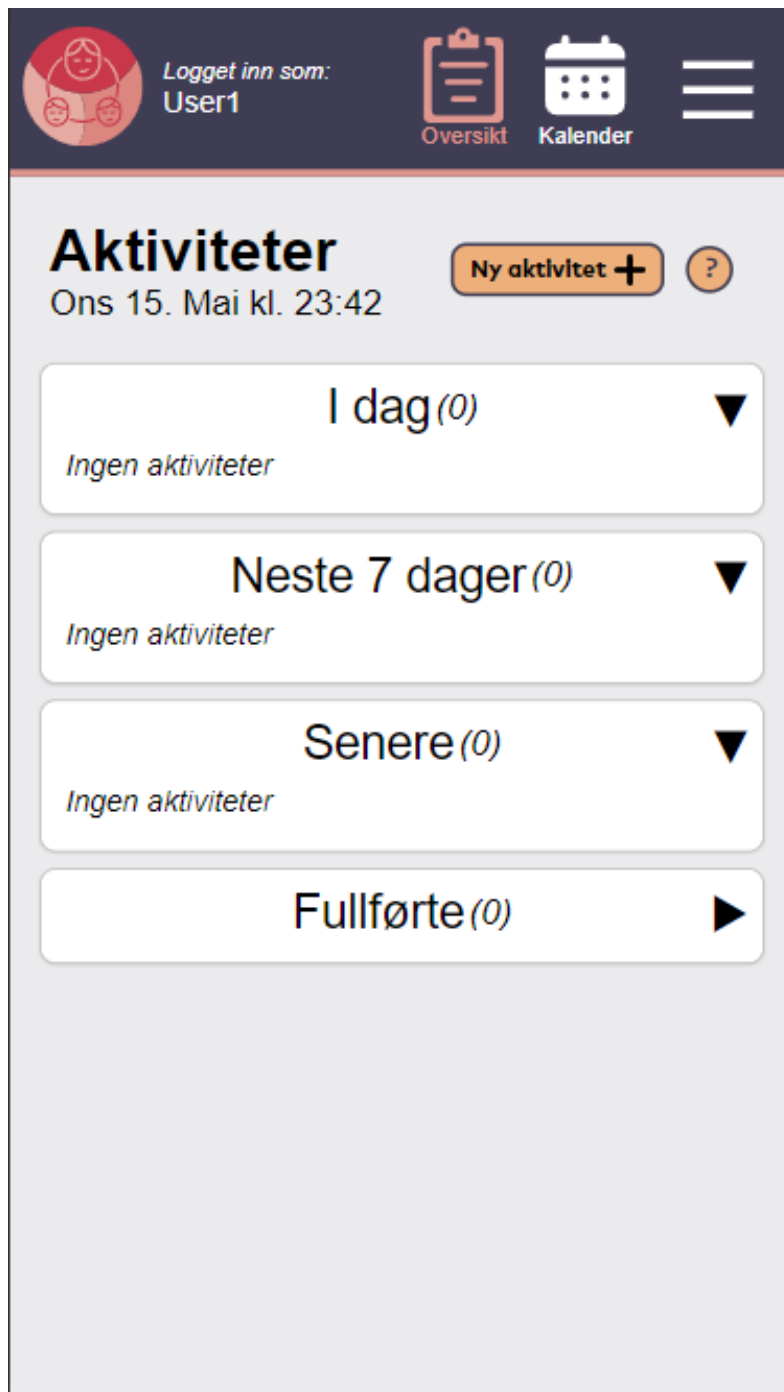 Logget inn som:
User1
Oversikt
Kalender
Aktiviteter
Ons 15. Mai kl. 23:42
Ny aktivitet +
?
I dag (0)
Ingen aktiviteter
Neste 7 dager (0)
Ingen aktiviteter
Senere (0)
Ingen aktiviteter
Fullførte (0)